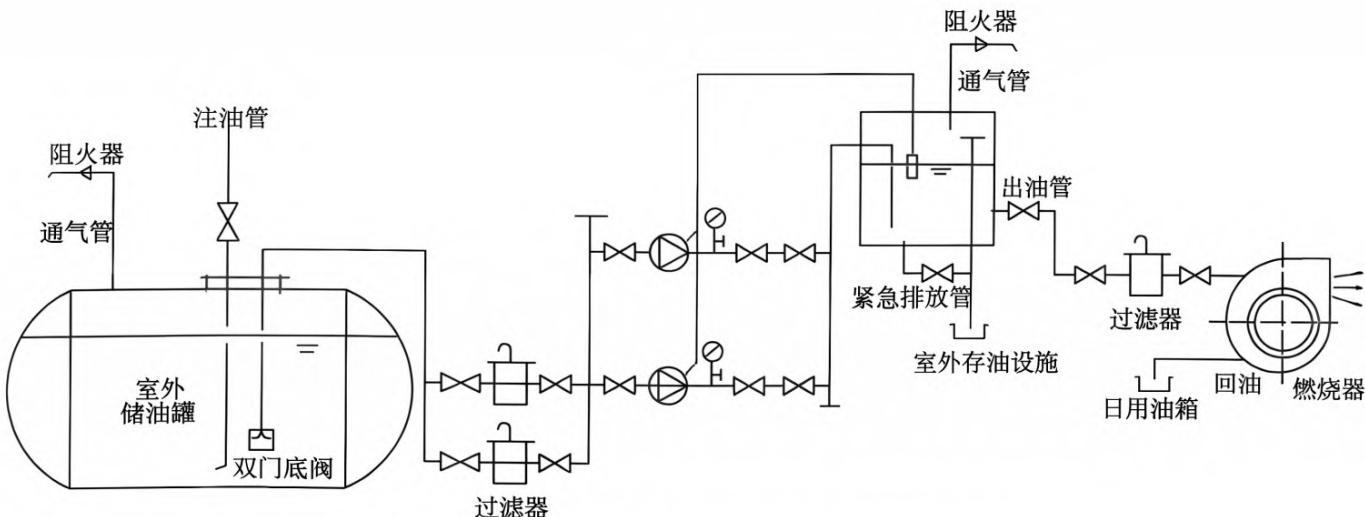 阻火器
通气管
注油管
阻火器
通气管
出油管
紧急排放管
过滤器
室外存油设施
室外
储油罐
回油
燃烧器
日用油箱
双门底阀
过滤器